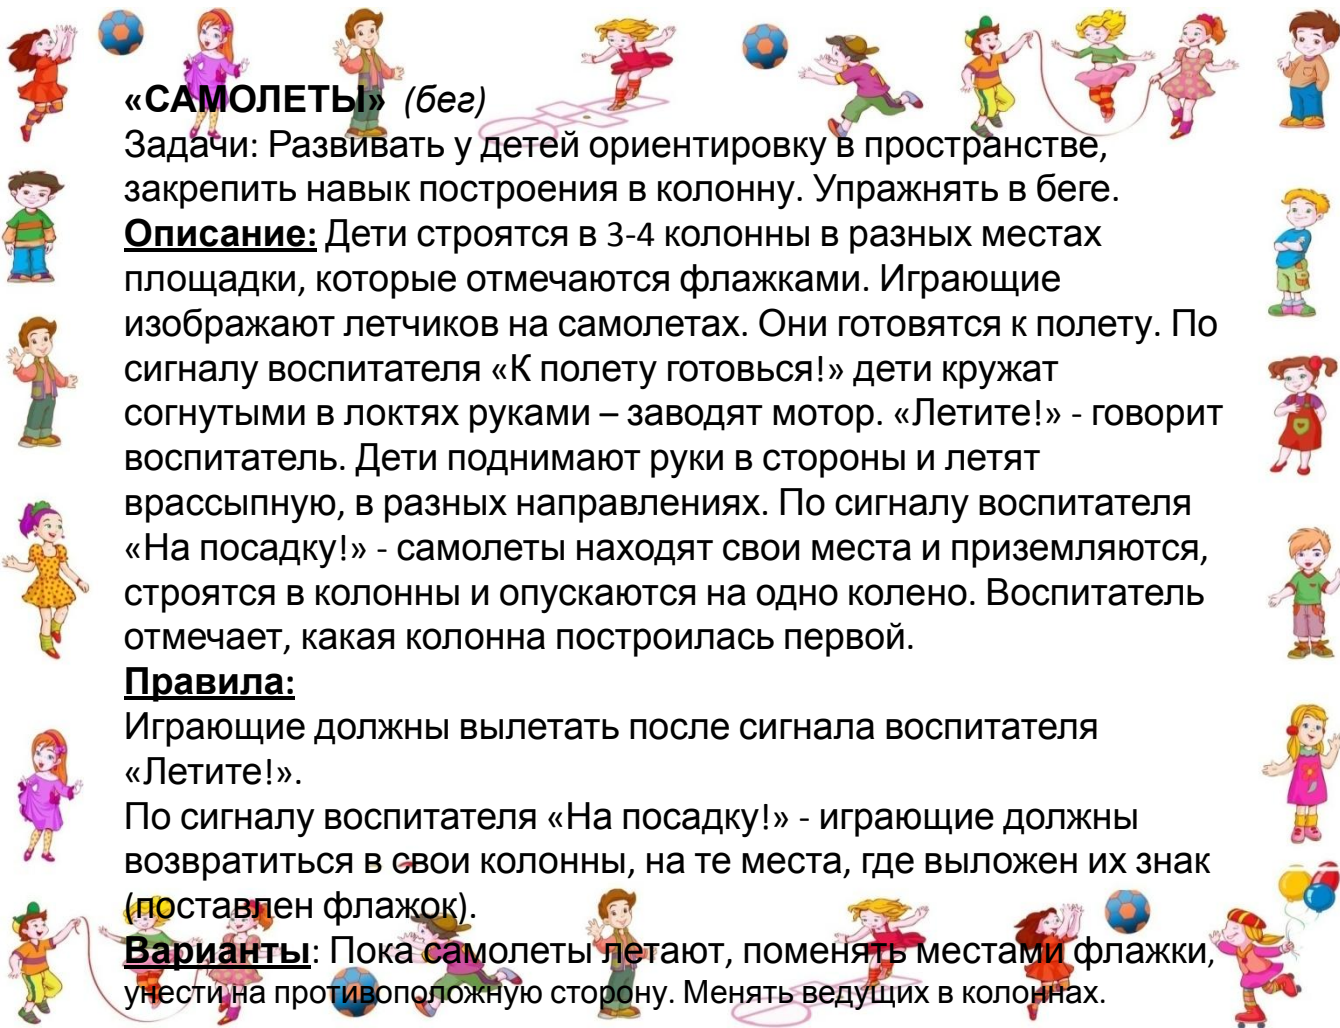 «САМОЛЕТЫ» (бег)
Задачи: Развивать у детей ориентировку в пространстве,
закрепить навык построения в колонну. Упражнять в беге.
Описание: Дети строятся в 3-4 колонны в разных местах
площадки, которые отмечаются флажками. Играющие
изображают летчиков на самолетах. Они готовятся к полету. По
сигналу воспитателя «К полету готовься!» дети кружат
согнутыми в локтях руками – заводят мотор. «Летите!» - говорит
воспитатель. Дети поднимают руки в стороны и летят
врассыпную, в разных направлениях. По сигналу воспитателя
«На посадку!» - самолеты находят свои места и приземляются,
строятся в колонны и опускаются на одно колено. Воспитатель
отмечает, какая колонна построилась первой.
Правила:
Играющие должны вылетать после сигнала воспитателя
«Летите!».
По сигналу воспитателя «На посадку!» - играющие должны
возвратиться в свои колонны, на те места, где выложен их знак
(поставлен флажок).
Варианты: Пока самолеты летают, поменять местами флажки,
унести на противоположную сторону. Менять ведущих в колоннах.